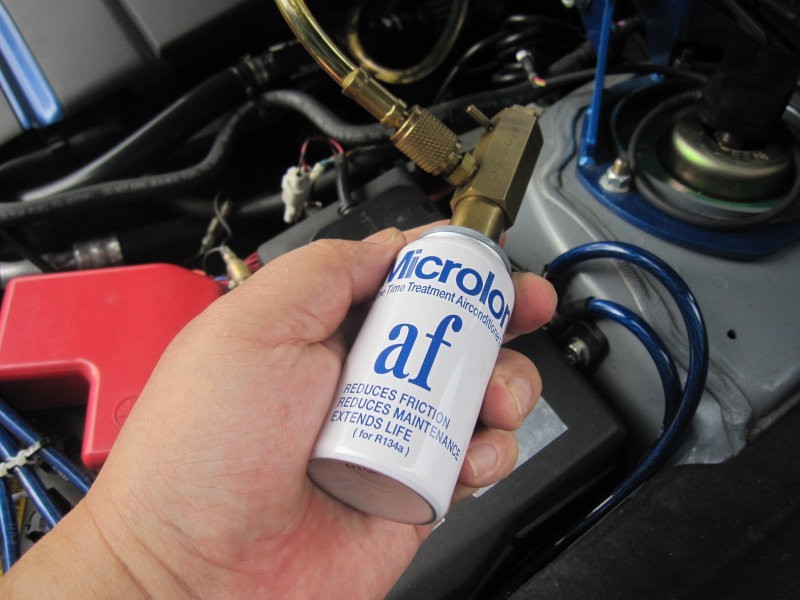 Microlon
Time Treatment Airconditioner
af
REDUCES FRICTION
REDUCES MAINTENANCE
EXTENDS LIFE
( for R134a )